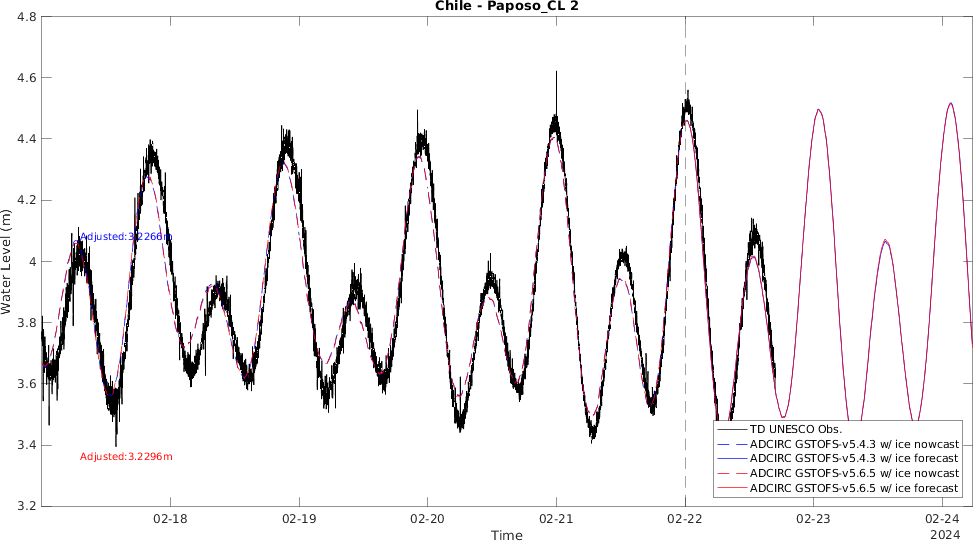 Chile - Paposo_CL 2
4.8
4.6
4.4
4.2
4
3.8
3.6
3.4
3.2
Water Level (m)
Adjusted:3.2266m
Adjusted:3.2296m
TD UNESCO Obs.
ADCIRC GSTOFS-v5.4.3 w/ ice nowcast
ADCIRC GSTOFS-v5.4.3 w/ ice forecast
ADCIRC GSTOFS-v5.6.5 w/ ice nowcast
ADCIRC GSTOFS-v5.6.5 w/ ice forecast
02-18 02-19 02-20 02-21 02-22 02-23 02-24
Time
2024